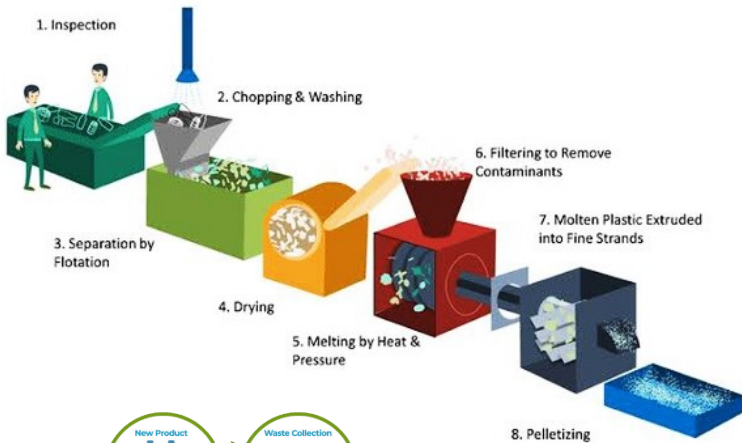 1. Inspection
2. Chopping & Washing
3. Separation by
Flotation
4. Drying
5. Melting by Heat &
Pressure
6. Filtering to Remove
Contaminants
7. Molten Plastic Extruded
into Fine Strands
8. Pelletizing
New Product
Waste Collection